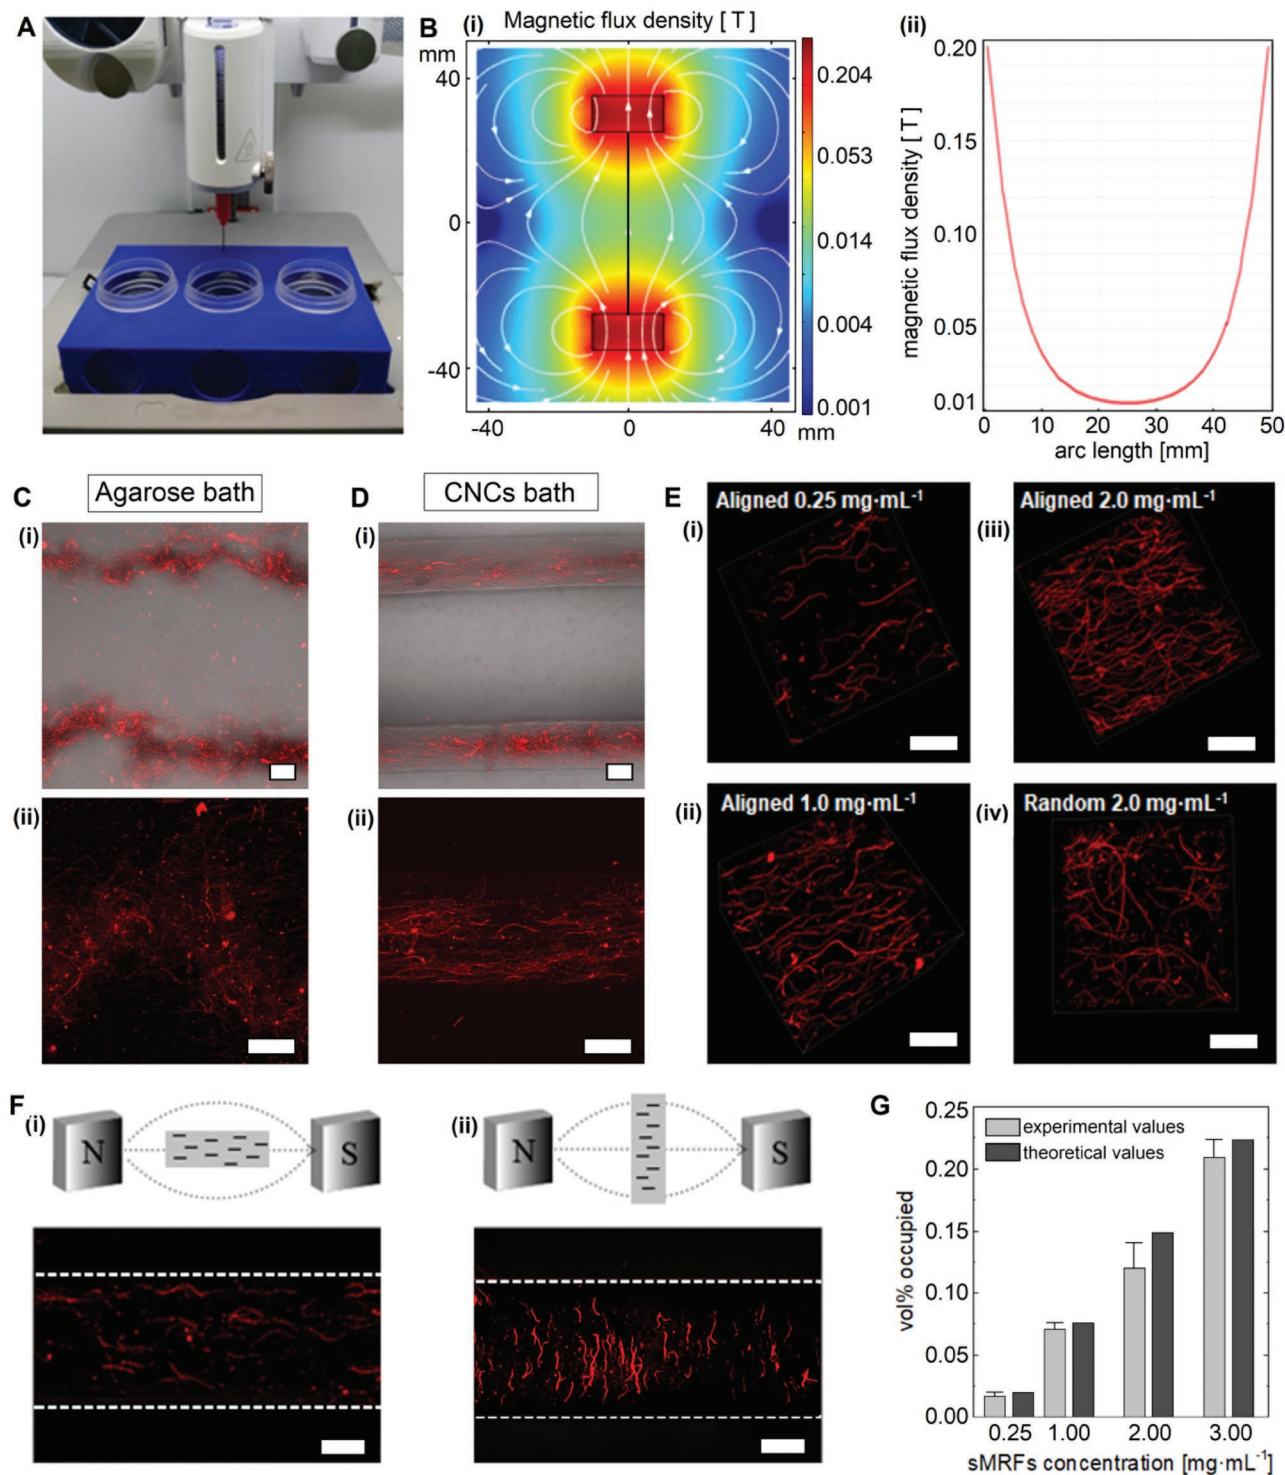 A
B (i) Magnetic flux density [ T ]
mm
40
0
-40
-40 0 40
mm
0.204
0.053
0.014
0.004
0.001
(ii)
magnetic flux density [ T ]
0.20
0.15
0.10
0.05
0.01
0 10 20 30 40 50
arc length [mm]
C Agarose bath
(i)
(ii)
D CNCs bath
(i)
(ii)
E
(i) Aligned 0.25 mg·mL⁻¹
(iii) Aligned 2.0 mg·mL⁻¹
(ii) Aligned 1.0 mg·mL⁻¹
(iv) Random 2.0 mg·mL⁻¹
F
(i) N S
(ii) N S
G
vol% occupied
0.25
0.20
0.15
0.10
0.05
0.00
experimental values
theoretical values
0.25 1.00 2.00 3.00
sMRFs concentration [mg·mL⁻¹]